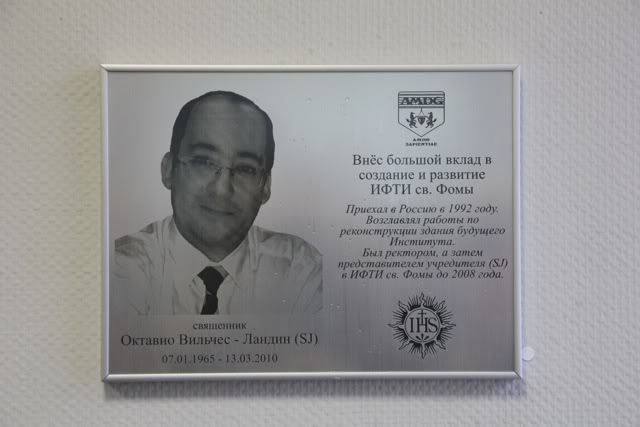 AMDG
AMOR
SAPIENTIAE
Внёс большой вклад в
создание и развитие
ИФТИ св. Фомы
Приехал в Россию в 1992 году.
Возглавлял работы по
реконструкции здания будущего
Института.
Был ректором, а затем
представителем учредителя (SJ)
в ИФТИ св. Фомы до 2008 года.
IHS
священник
Октавио Вильчес - Ландин (SJ)
07.01.1965 - 13.03.2010